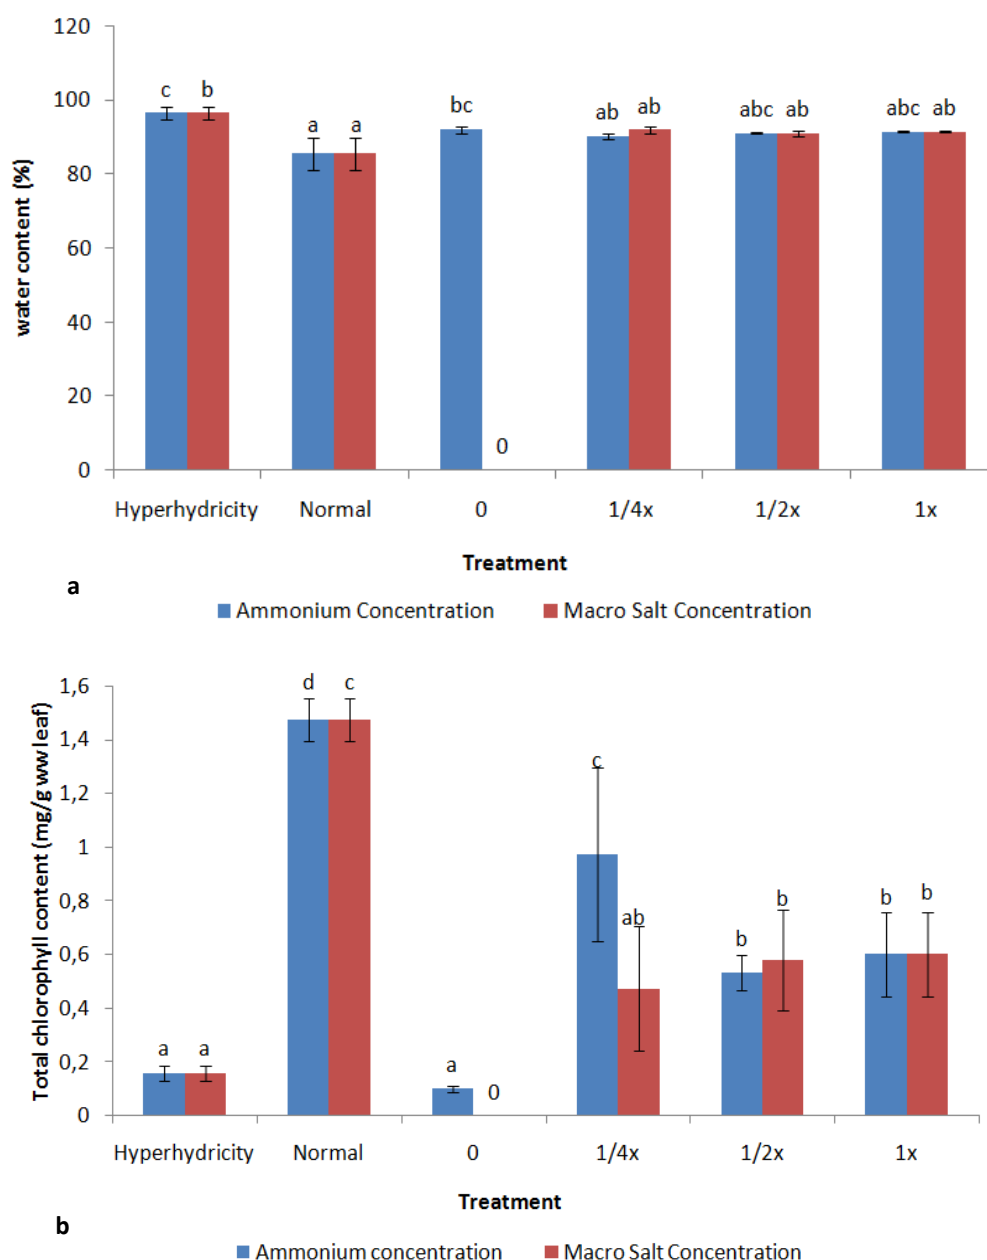 120
100
80
60
40
20
0
water content (%)
c b a a bc 0 ab ab abc ab abc ab
Hyperhydricity Normal 0 1/4x 1/2x 1x
Treatment
a
Ammonium Concentration Macro Salt Concentration
1,6
1,4
1,2
1
0,8
0,6
0,4
0,2
0
Total chlorophyll content (mg/g ww leaf)
a a d c a 0 c ab b b b b
Hyperhydricity Normal 0 1/4x 1/2x 1x
Treatment
b
Ammonium concentration Macro Salt Concentration